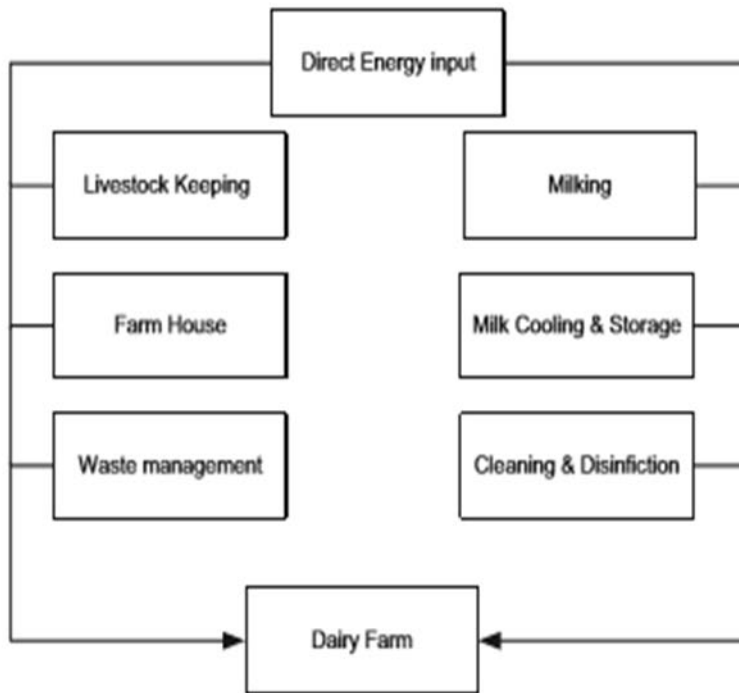 Direct Energy input
Livestock Keeping
Milking
Farm House
Milk Cooling & Storage
Waste management
Cleaning & Disinfiction
Dairy Farm